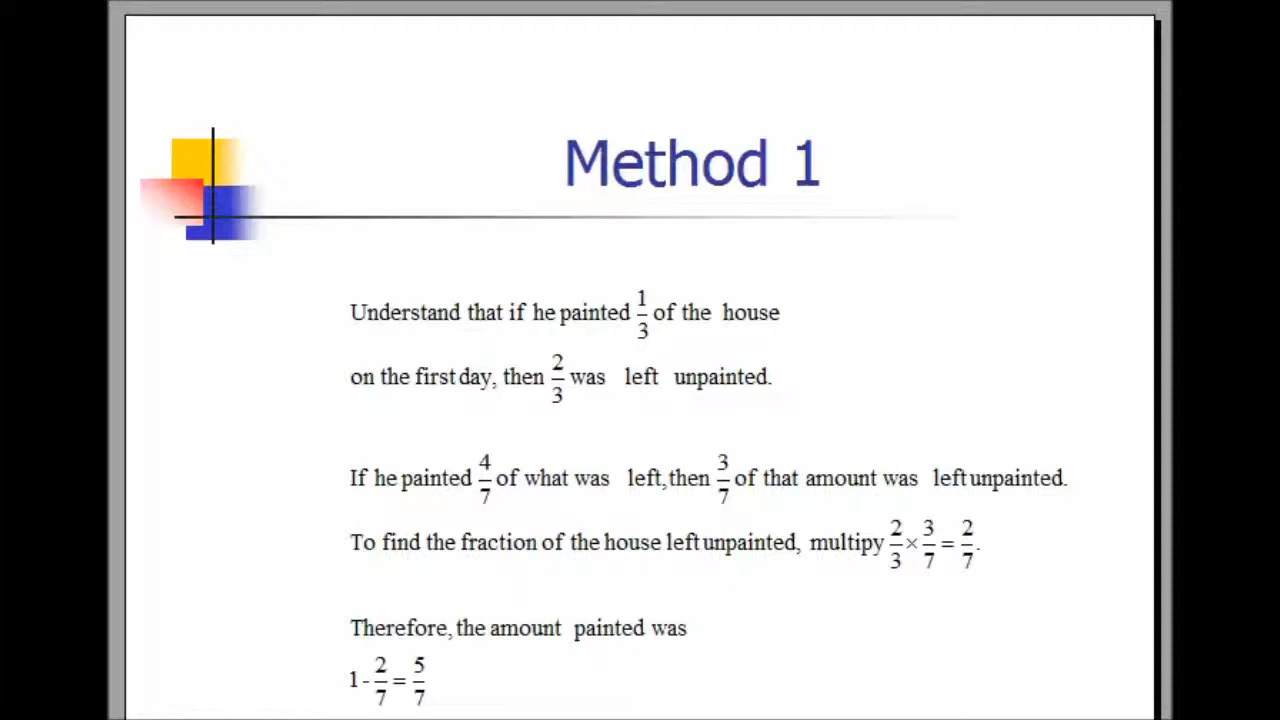 Method 1
Understand that if he painted 1/3 of the house
on the first day, then 2/3 was left unpainted.
If he painted 4/7 of what was left, then 3/7 of that amount was left unpainted.
To find the fraction of the house left unpainted, multipy 2/3 × 3/7 = 2/7.
Therefore, the amount painted was
1 - 2/7 = 5/7